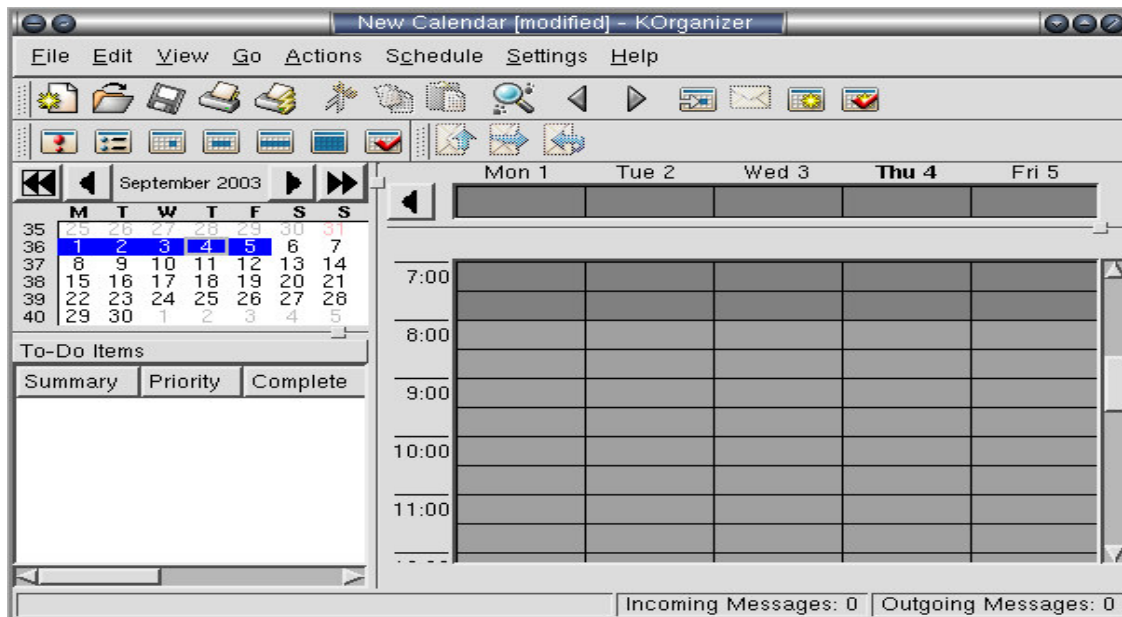 New Calendar [modified] - KOrganizer
File Edit View Go Actions Schedule Settings Help
September 2003
M T W T F S S
35 25 26 27 28 29 30 31
36 1 2 3 4 5 6 7
37 8 9 10 11 12 13 14
38 15 16 17 18 19 20 21
39 22 23 24 25 26 27 28
40 29 30 1 2 3 4 5
To-Do Items
Summary Priority Complete
Mon 1 Tue 2 Wed 3 Thu 4 Fri 5
7:00
8:00
9:00
10:00
11:00
Incoming Messages: 0 Outgoing Messages: 0